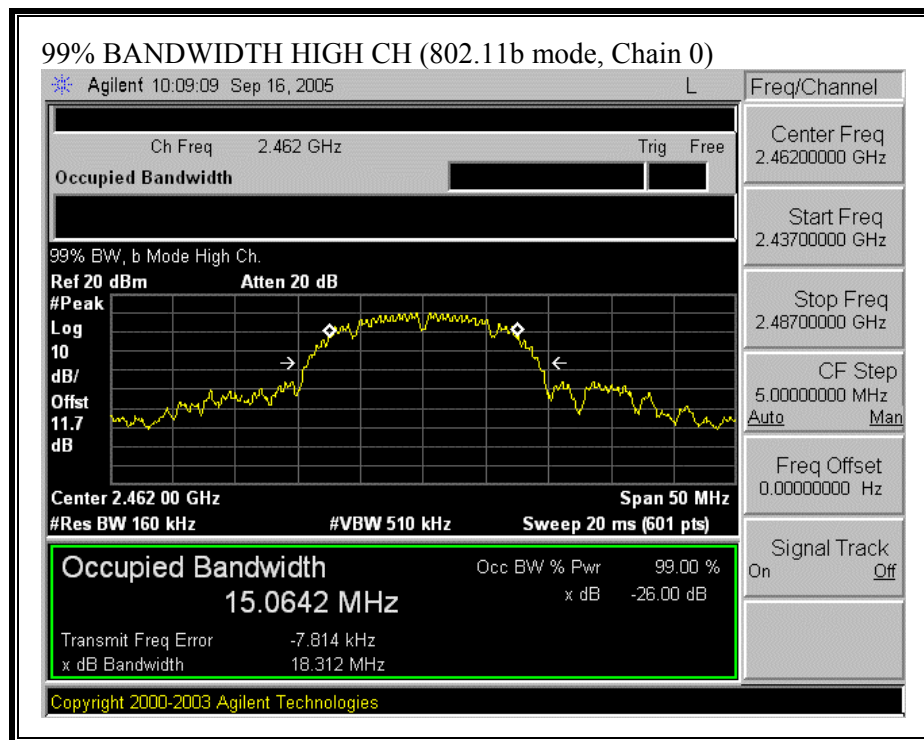 99% BANDWIDTH HIGH CH (802.11b mode, Chain 0)
Agilent 10:09:09 Sep 16, 2005 L
Ch Freq 2.462 GHz Trig Free
Occupied Bandwidth
99% BW, b Mode High Ch.
Ref 20 dBm Atten 20 dB
#Peak
Log
10
dB/
Offst
11.7
dB
Center 2.462 00 GHz Span 50 MHz
#Res BW 160 kHz #VBW 510 kHz Sweep 20 ms (601 pts)
Occupied Bandwidth Occ BW % Pwr 99.00 %
15.0642 MHz x dB -26.00 dB
Transmit Freq Error -7.814 kHz
x dB Bandwidth 18.312 MHz
Copyright 2000-2003 Agilent Technologies
Freq/Channel
Center Freq
2.46200000 GHz
Start Freq
2.43700000 GHz
Stop Freq
2.48700000 GHz
CF Step
5.00000000 MHz
Auto Man
Freq Offset
0.00000000 Hz
Signal Track
On Off